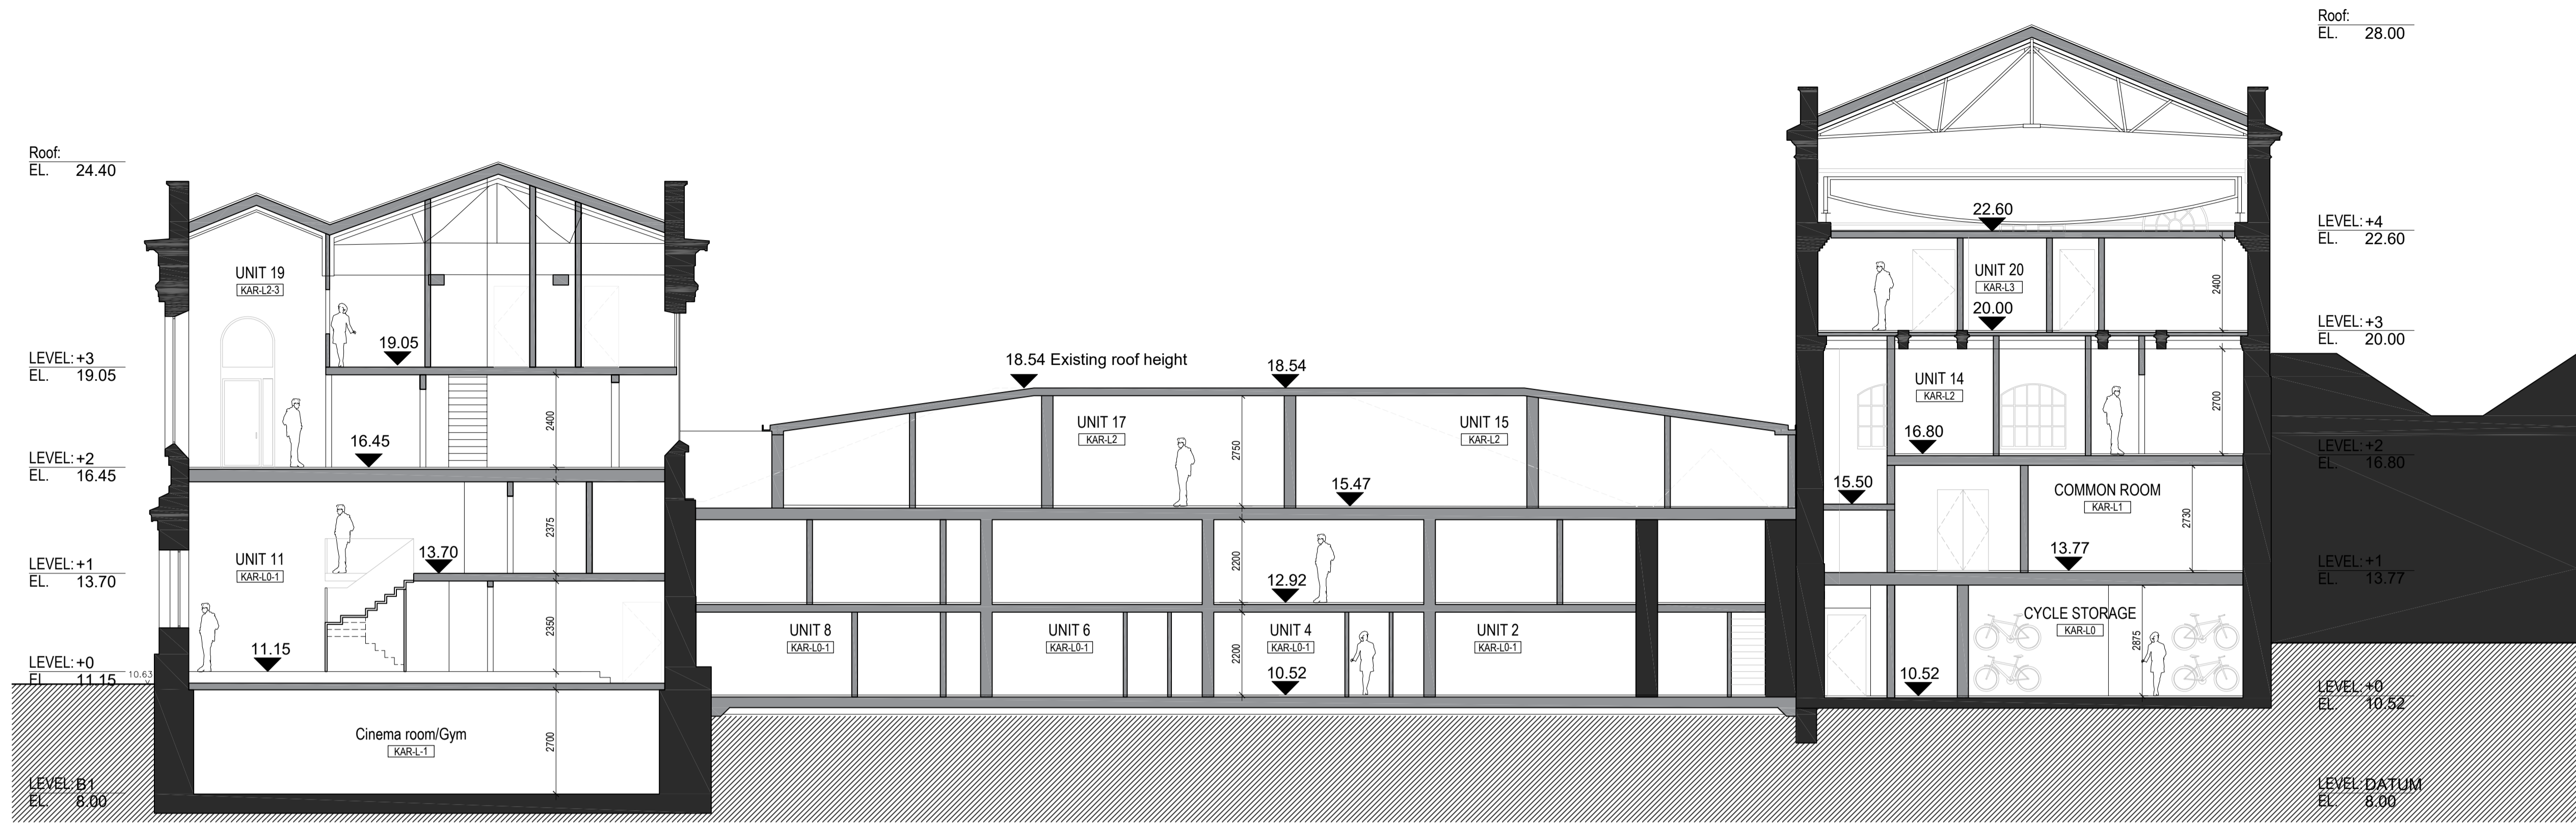 Roof:
EL. 24.40
LEVEL: +3
EL. 19.05
LEVEL: +2
EL. 16.45
LEVEL: +1
EL. 13.70
LEVEL: +0
EL. 11.15
10.63
LEVEL: B1
EL. 8.00
UNIT 19
KAR-L2-3
19.05
2400
16.45
2375
UNIT 11
KAR-L0-1
13.70
2350
11.15
Cinema room/Gym
KAR-L-1
2700
18.54 Existing roof height
18.54
UNIT 17
KAR-L2
2750
UNIT 15
KAR-L2
15.47
2200
12.92
UNIT 8
KAR-L0-1
UNIT 6
KAR-L0-1
2200
UNIT 4
KAR-L0-1
10.52
UNIT 2
KAR-L0-1
22.60
UNIT 20
KAR-L3
2400
20.00
UNIT 14
KAR-L2
2700
16.80
15.50
COMMON ROOM
KAR-L1
2730
13.77
CYCLE STORAGE
KAR-L0
2875
10.52
Roof:
EL. 28.00
LEVEL: +4
EL. 22.60
LEVEL: +3
EL. 20.00
LEVEL: +2
EL. 16.80
LEVEL: +1
EL. 13.77
LEVEL: +0
EL. 10.52
LEVEL: DATUM
EL. 8.00